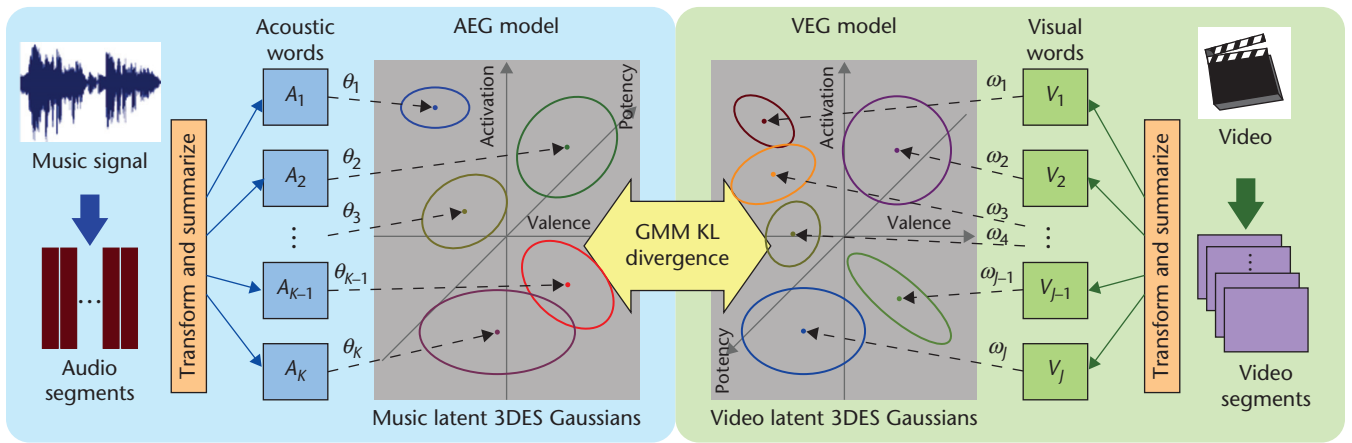 Acoustic
words
AEG model
VEG model
Visual
words
Music signal
Audio
segments
Transform and summarize
A1
A2
⋮
AK–1
AK
θ1
θ2
θ3
θK–1
θK
Activation
Potency
Valence
Music latent 3DES Gaussians
GMM KL
divergence
Activation
Valence
Potency
Video latent 3DES Gaussians
ω1
ω2
ω3
ω4
ωJ–1
ωJ
V1
V2
⋮
VJ–1
VJ
Transform and summarize
Video
Video
segments